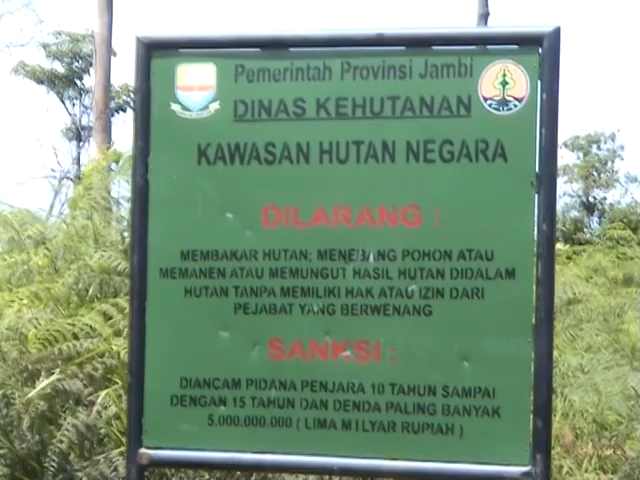 Pemerintah Provinsi Jambi
DINAS KEHUTANAN
KAWASAN HUTAN NEGARA
DILARANG :
MEMBAKAR HUTAN; MENEBANG POHON ATAU
MEMANEN ATAU MEMUNGUT HASIL HUTAN DIDALAM
HUTAN TANPA MEMILIKI HAK ATAU IZIN DARI
PEJABAT YANG BERWENANG
SANKSI :
DIANCAM PIDANA PENJARA 10 TAHUN SAMPAI
DENGAN 15 TAHUN DAN DENDA PALING BANYAK
5.000.000.000 ( LIMA MILYAR RUPIAH )